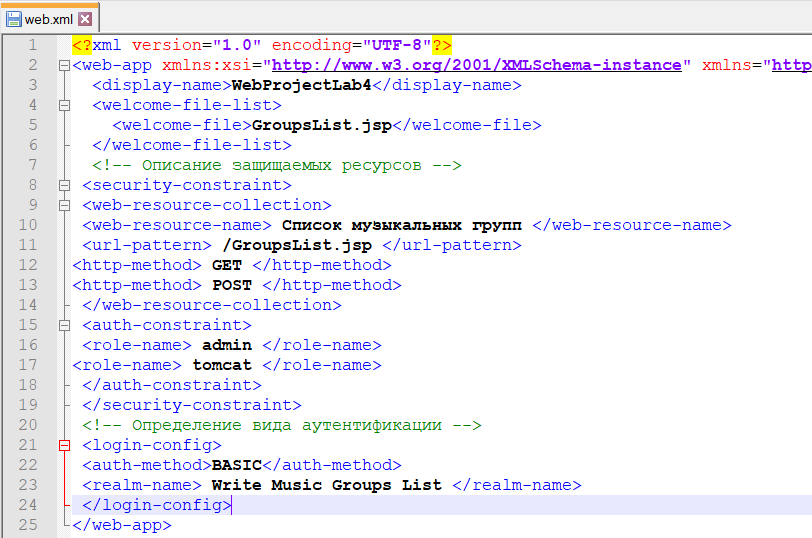 web.xml
1 <?xml version="1.0" encoding="UTF-8"?>
2 <web-app xmlns:xsi="http://www.w3.org/2001/XMLSchema-instance" xmlns="http
3 <display-name>WebProjectLab4</display-name>
4 <welcome-file-list>
5 <welcome-file>GroupsList.jsp</welcome-file>
6 </welcome-file-list>
7 <!-- Описание защищаемых ресурсов -->
8 <security-constraint>
9 <web-resource-collection>
10 <web-resource-name> Список музыкальных групп </web-resource-name>
11 <url-pattern> /GroupsList.jsp </url-pattern>
12 <http-method> GET </http-method>
13 <http-method> POST </http-method>
14 </web-resource-collection>
15 <auth-constraint>
16 <role-name> admin </role-name>
17 <role-name> tomcat </role-name>
18 </auth-constraint>
19 </security-constraint>
20 <!-- Определение вида аутентификации -->
21 <login-config>
22 <auth-method>BASIC</auth-method>
23 <realm-name> Write Music Groups List </realm-name>
24 </login-config>
25 </web-app>